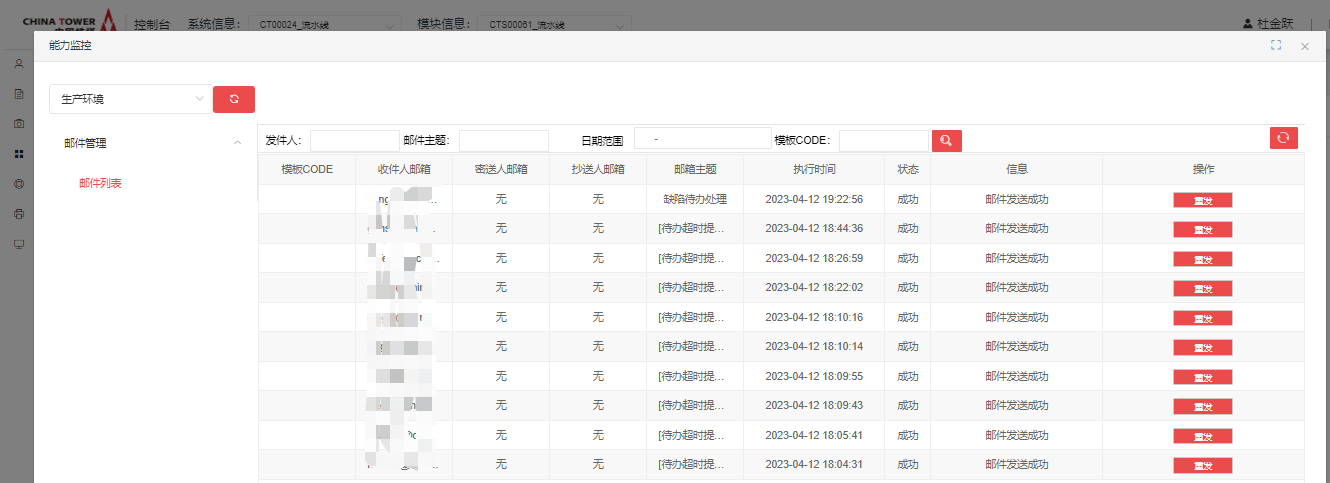 CHINA TOWER
控制台 系统信息: CT00024_流水线 模块信息: CTS00061_流水线 杜金跃
能力监控
生产环境
邮件管理
邮件列表
发件人: 邮件主题: 日期范围 - 模板CODE:
模板CODE 收件人邮箱 密送人邮箱 抄送人邮箱 邮箱主题 执行时间 状态 信息 操作
无 无 缺陷待办处理 2023-04-12 19:22:56 成功 邮件发送成功 重发
无 无 [待办超时提... 2023-04-12 18:44:36 成功 邮件发送成功 重发
无 无 [待办超时提... 2023-04-12 18:26:59 成功 邮件发送成功 重发
无 无 [待办超时提... 2023-04-12 18:22:02 成功 邮件发送成功 重发
无 无 [待办超时提... 2023-04-12 18:10:16 成功 邮件发送成功 重发
无 无 [待办超时提... 2023-04-12 18:10:14 成功 邮件发送成功 重发
无 无 [待办超时提... 2023-04-12 18:09:55 成功 邮件发送成功 重发
无 无 [待办超时提... 2023-04-12 18:09:43 成功 邮件发送成功 重发
无 无 [待办超时提... 2023-04-12 18:05:41 成功 邮件发送成功 重发
无 无 [待办超时提... 2023-04-12 18:04:31 成功 邮件发送成功 重发